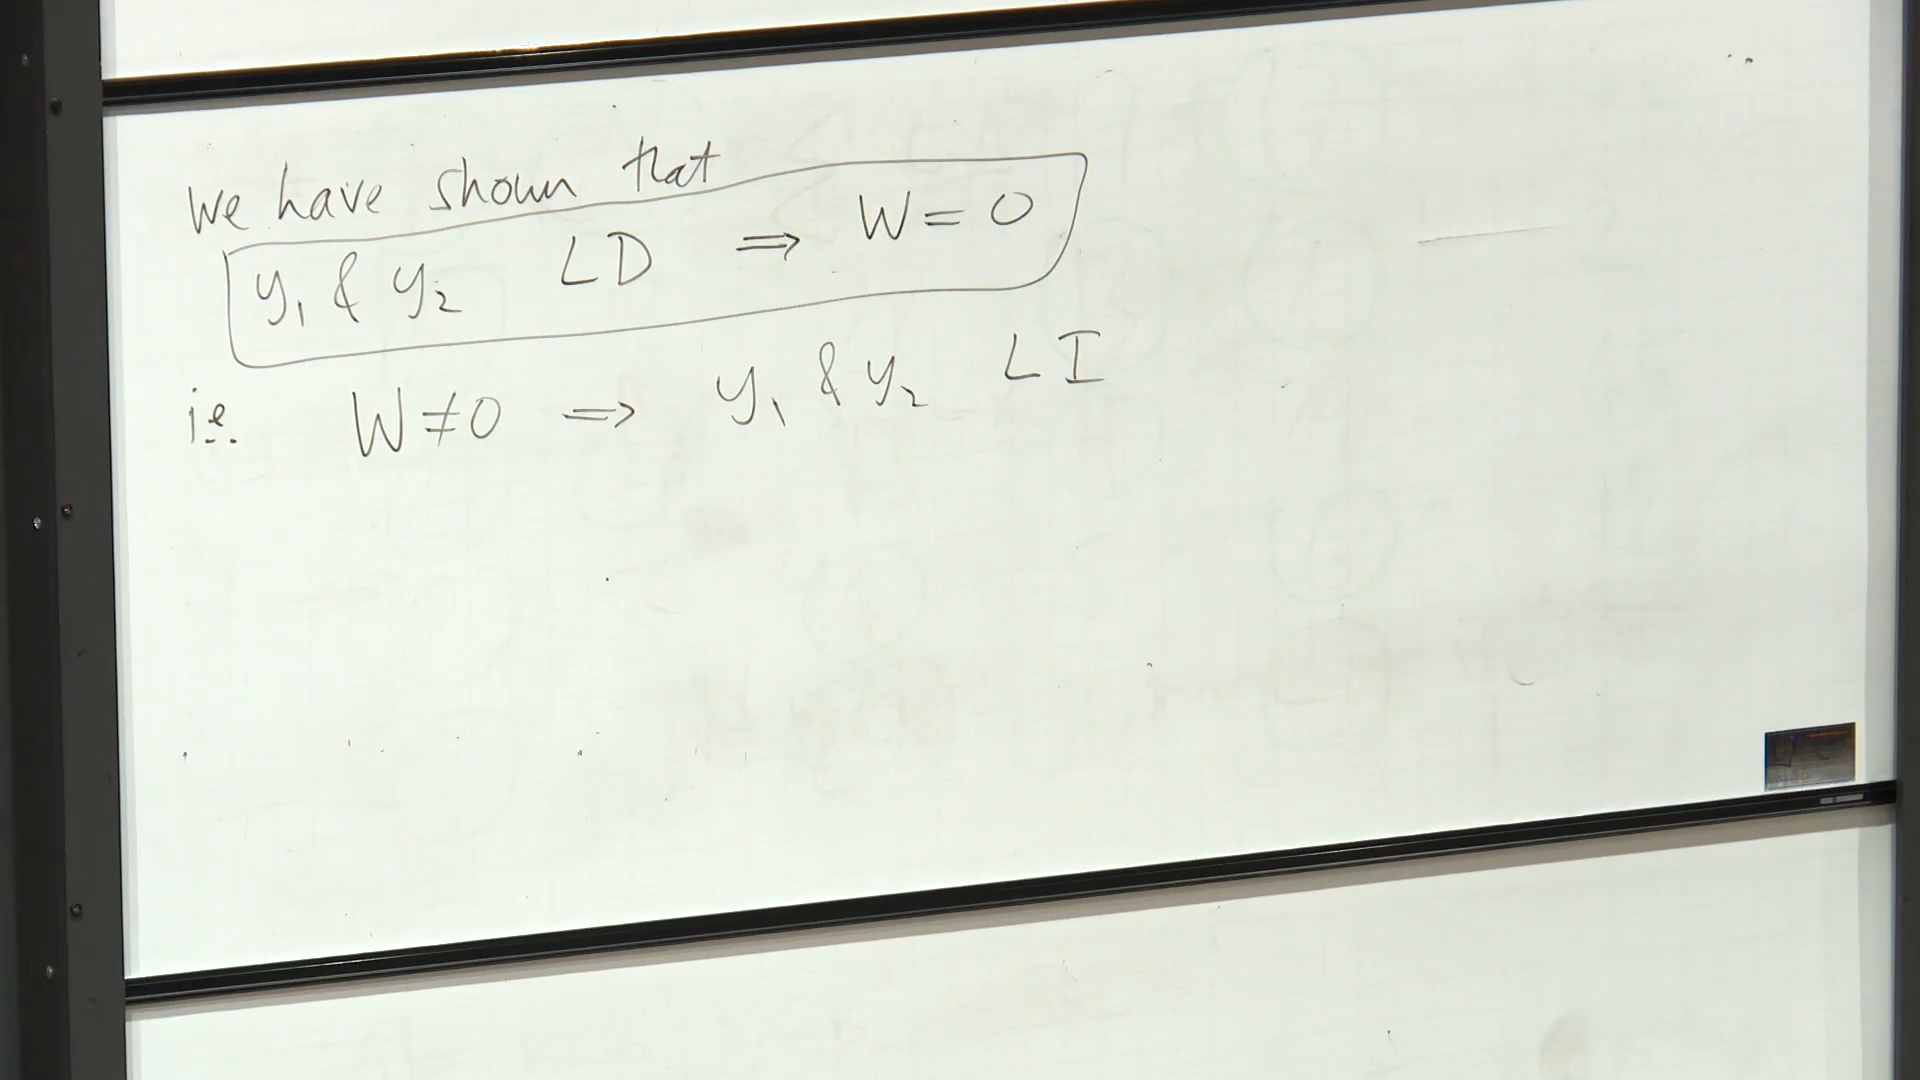 We have shown that
y₁ & y₂ LD ⇒ W = 0
i.e. W ≠ 0 ⇒ y₁ & y₂ LI